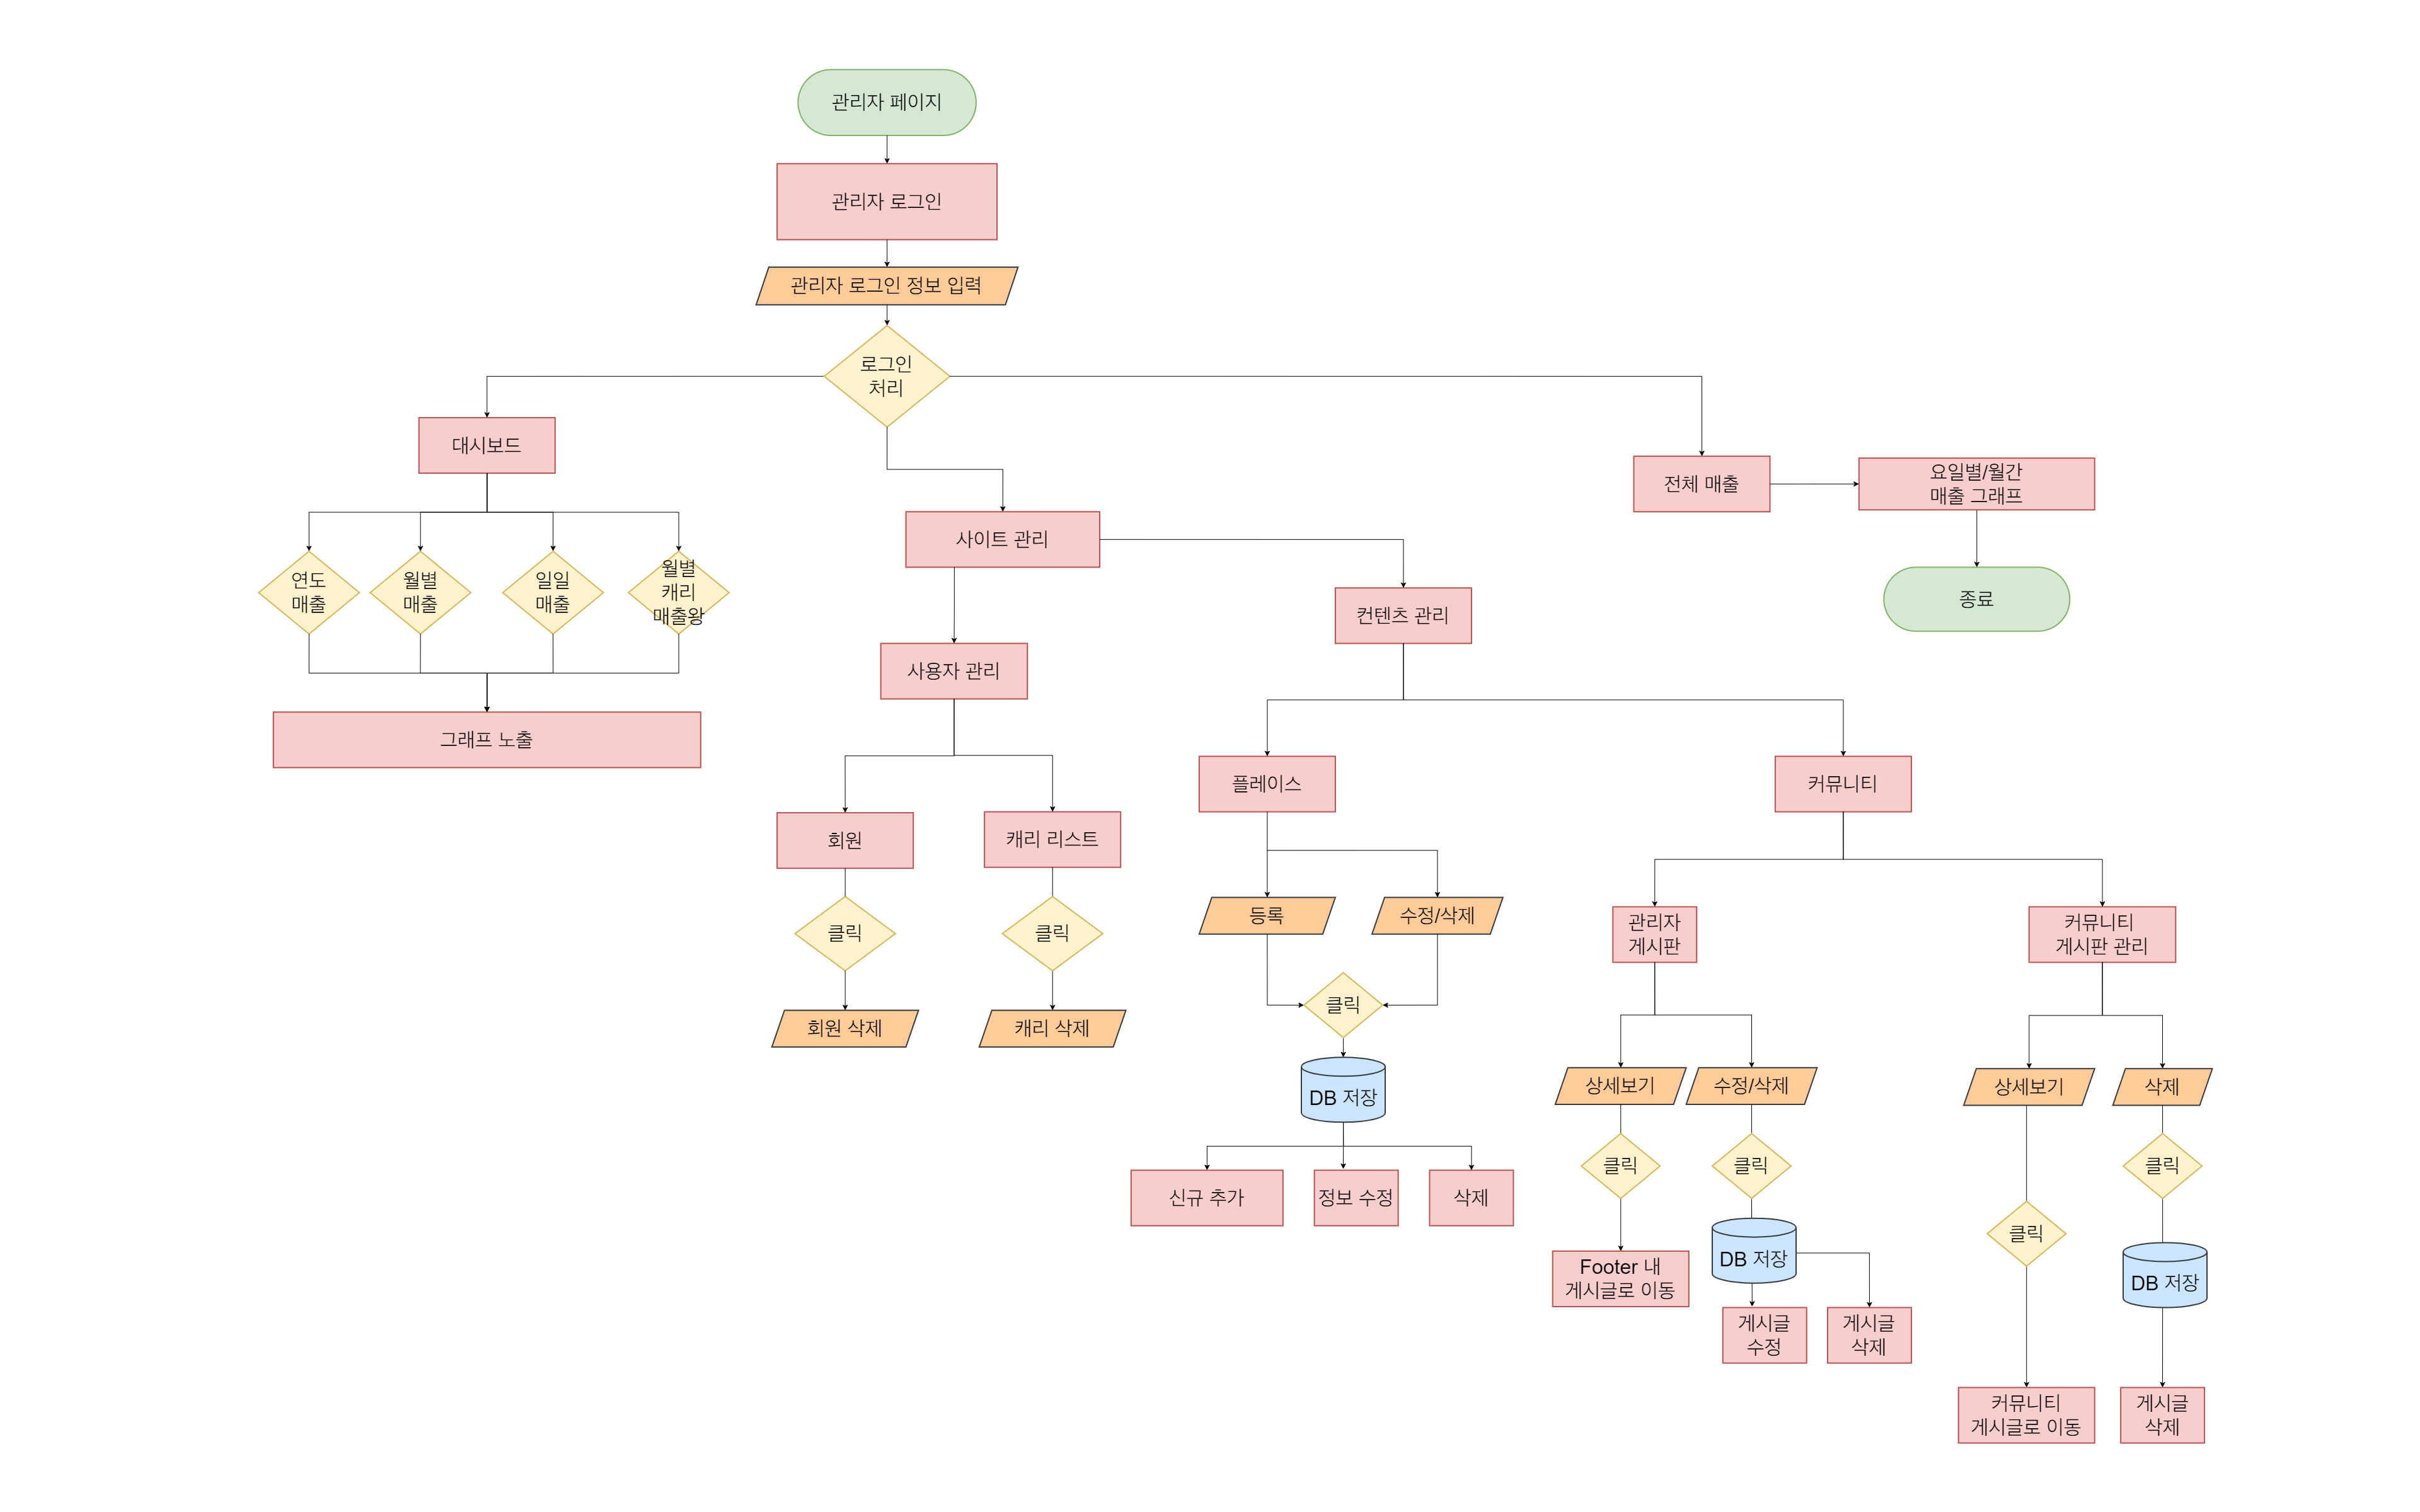 관리자 페이지
관리자 로그인
관리자 로그인 정보 입력
로그인
처리
대시보드
전체 매출
요일별/월간
매출 그래프
사이트 관리
연도
매출
월별
매출
일일
매출
월별
캐리
매출왕
종료
컨텐츠 관리
사용자 관리
그래프 노출
플레이스
커뮤니티
회원
캐리 리스트
등록
수정/삭제
관리자
게시판
커뮤니티
게시판 관리
클릭
클릭
클릭
회원 삭제
캐리 삭제
DB 저장
상세보기
수정/삭제
상세보기
삭제
클릭
클릭
클릭
신규 추가
정보 수정
삭제
클릭
DB 저장
Footer 내
게시글로 이동
DB 저장
게시글
수정
게시글
삭제
커뮤니티
게시글로 이동
게시글
삭제